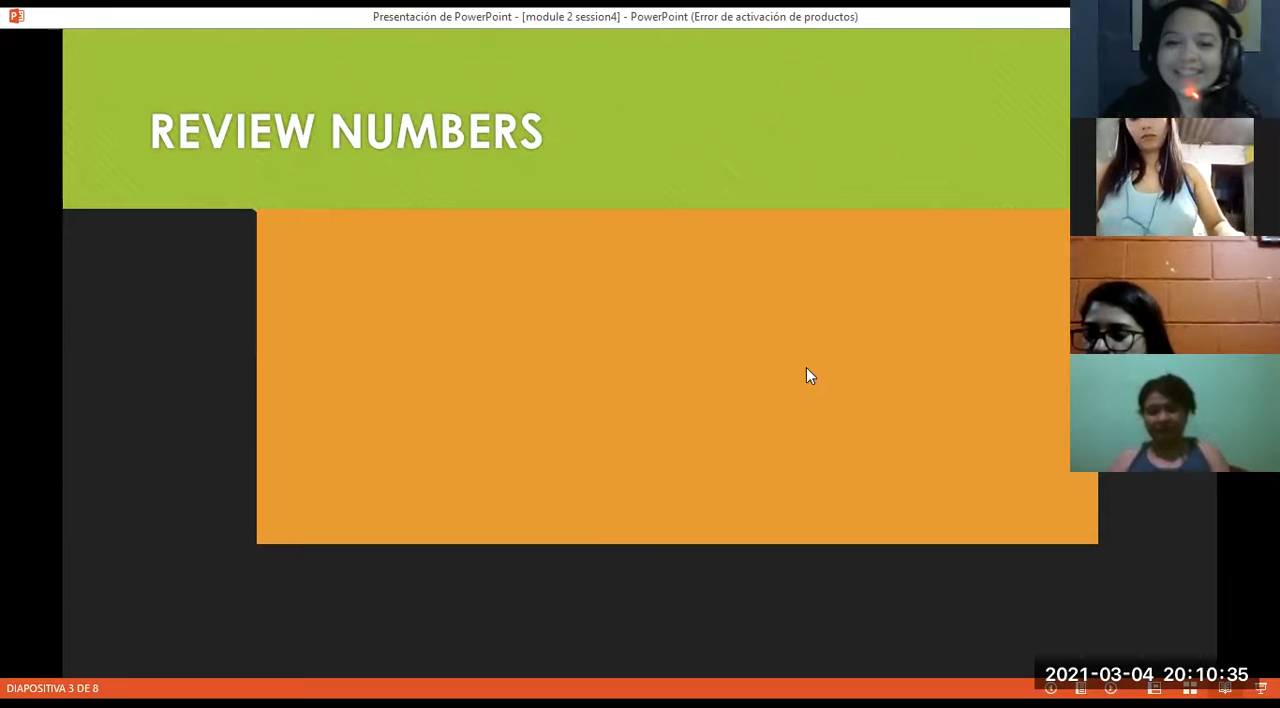 Presentación de PowerPoint - [module 2 session4] - PowerPoint (Error de activación de productos)
REVIEW NUMBERS
2021-03-04 20:10:35
DIAPOSITIVA 3 DE 8